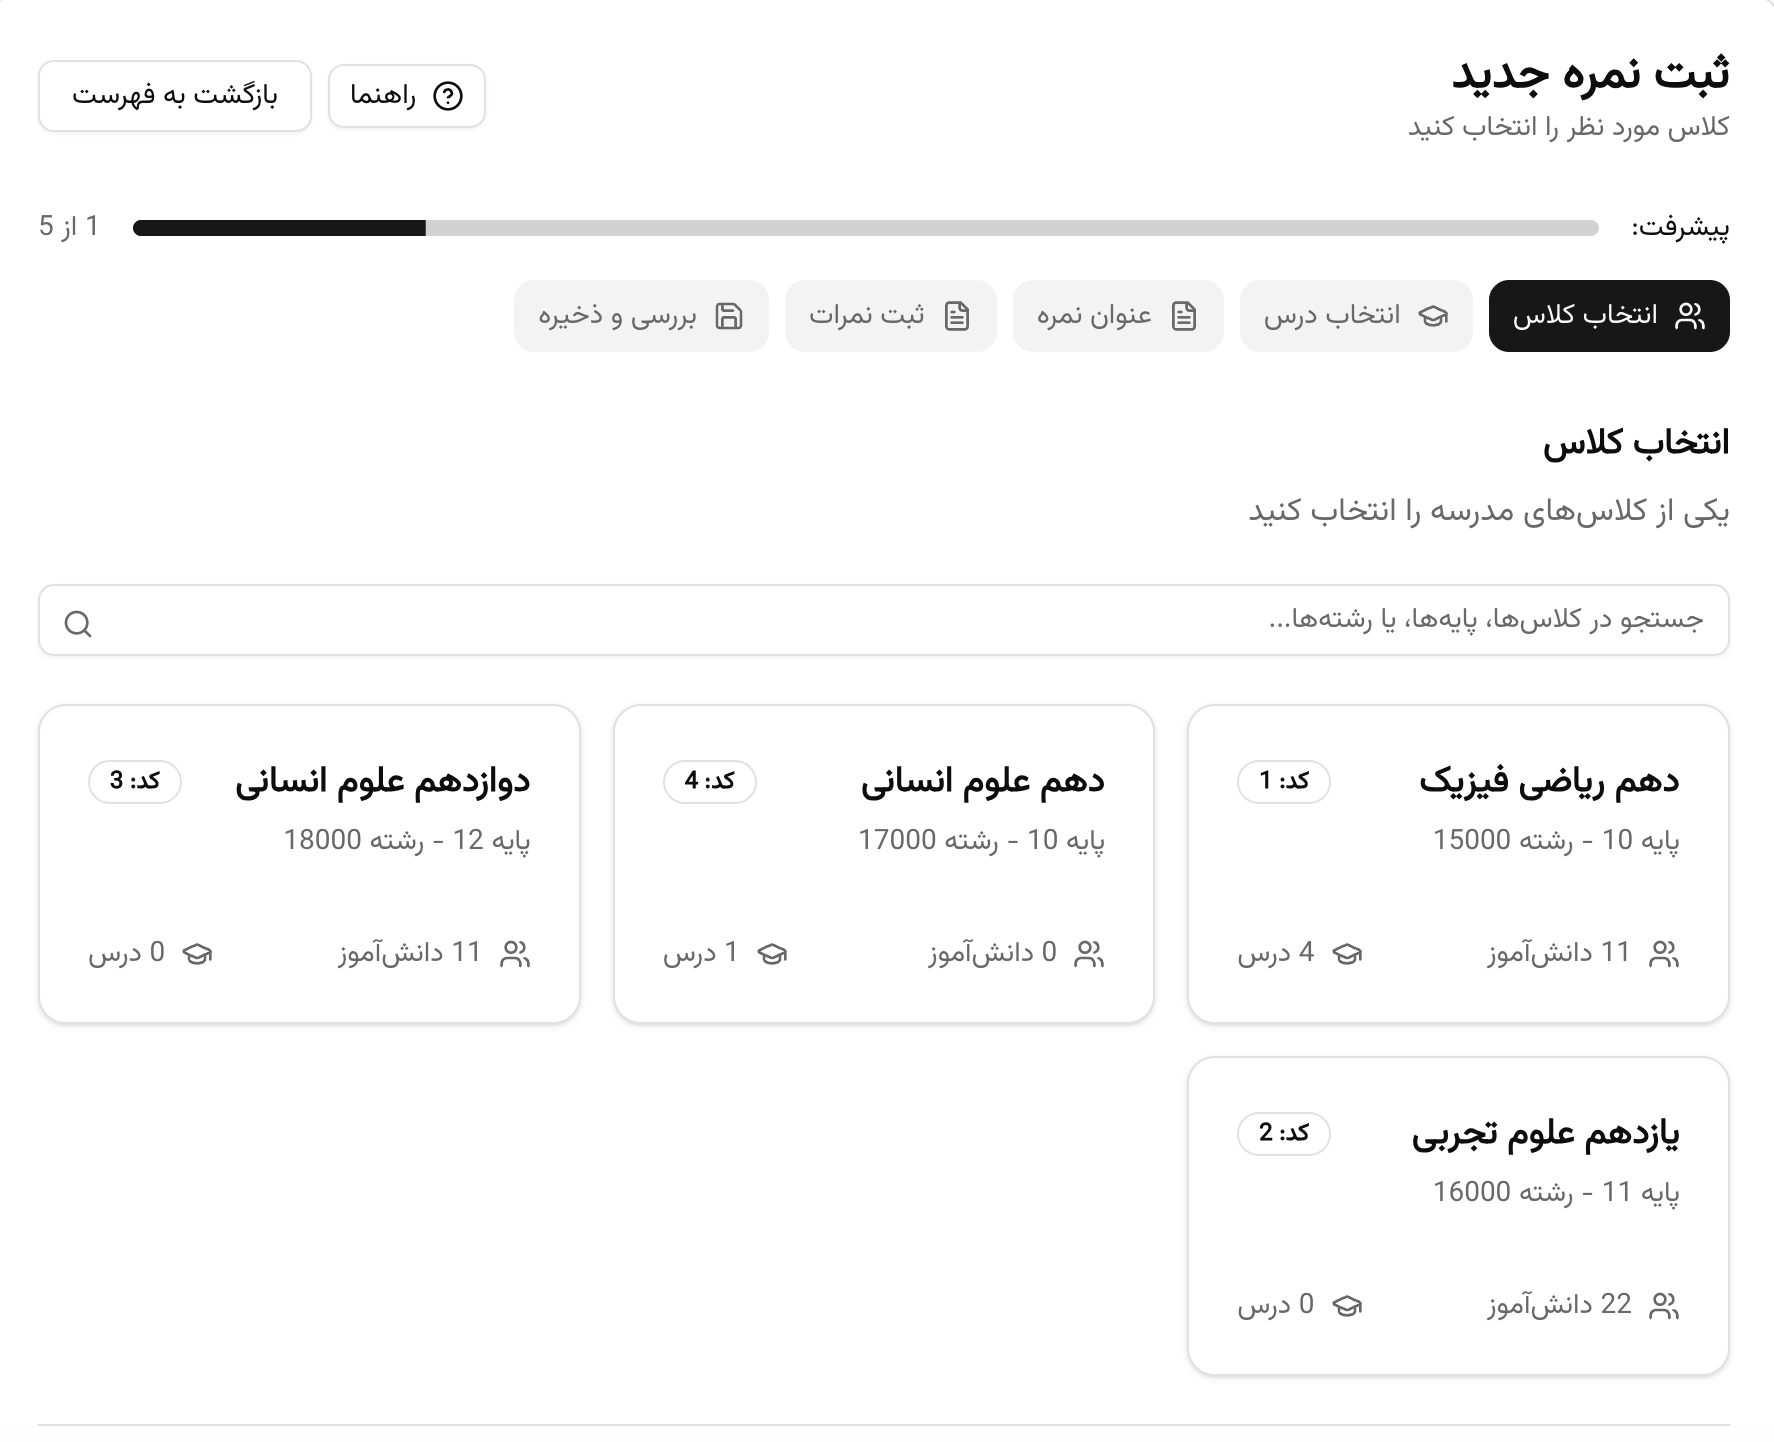 ثبت نمره جدید
کلاس مورد نظر را انتخاب کنید
راهنما
بازگشت به فهرست
پیشرفت:
1 از 5
انتخاب کلاس
انتخاب درس
عنوان نمره
ثبت نمرات
بررسی و ذخیره
انتخاب کلاس
یکی از کلاس‌های مدرسه را انتخاب کنید
جستجو در کلاس‌ها، پایه‌ها، یا رشته‌ها...
دهم ریاضی فیزیک
کد: 1
پایه 10 - رشته 15000
11 دانش‌آموز
4 درس
دهم علوم انسانی
کد: 4
پایه 10 - رشته 17000
0 دانش‌آموز
1 درس
دوازدهم علوم انسانی
کد: 3
پایه 12 - رشته 18000
11 دانش‌آموز
0 درس
یازدهم علوم تجربی
کد: 2
پایه 11 - رشته 16000
22 دانش‌آموز
0 درس